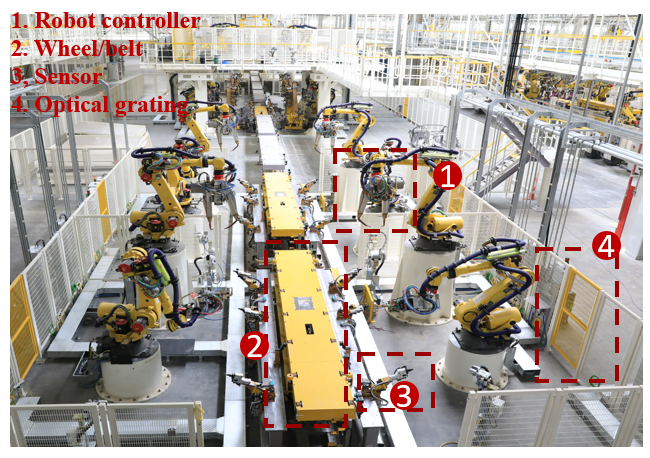 1. Robot controller
2. Wheel/belt
3, Sensor
4, Optical grating
1
4
2
3